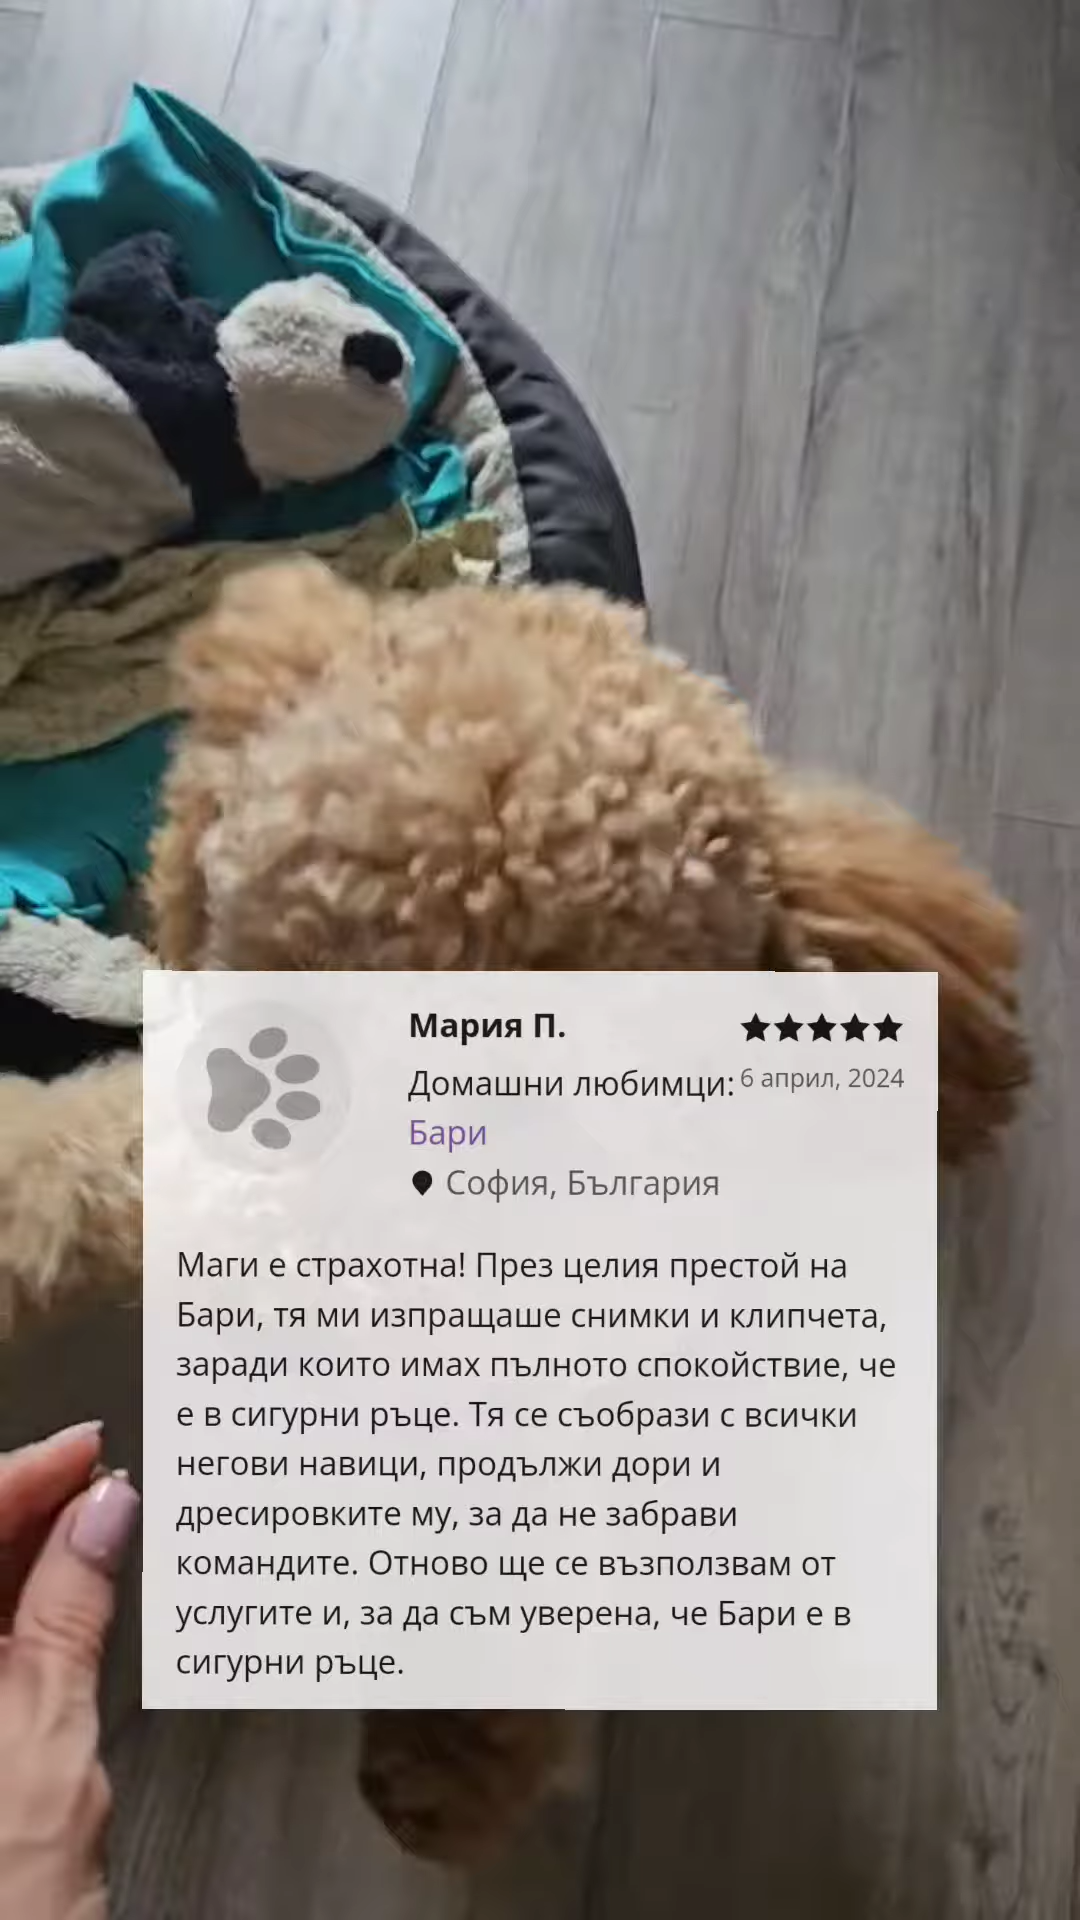 Мария П.
Домашни любимци: 6 април, 2024
Бари
София, България
Маги е страхотна! През целия престой на
Бари, тя ми изпращаше снимки и клипчета,
заради които имах пълното спокойствие, че
е в сигурни ръце. Тя се съобрази с всички
негови навици, продължи дори и
дресировките му, за да не забрави
командите. Отново ще се възползвам от
услугите и, за да съм уверена, че Бари е в
сигурни ръце.